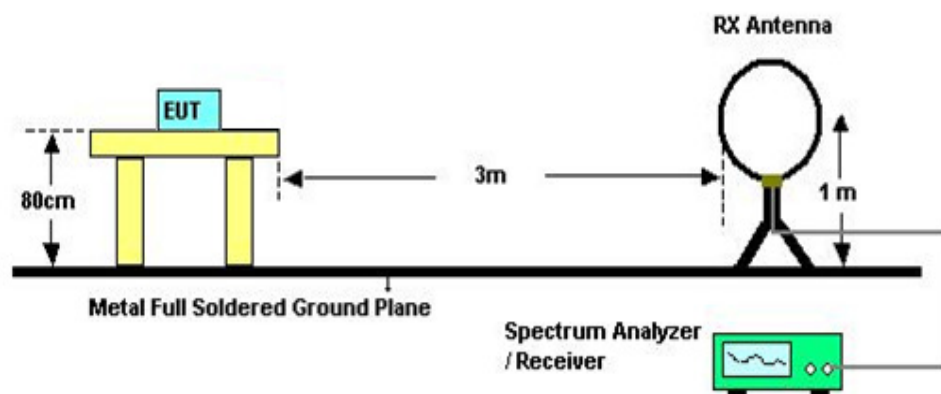 RX Antenna
EUT
80cm
3m
1 m
Metal Full Soldered Ground Plane
Spectrum Analyzer
/ Receiver